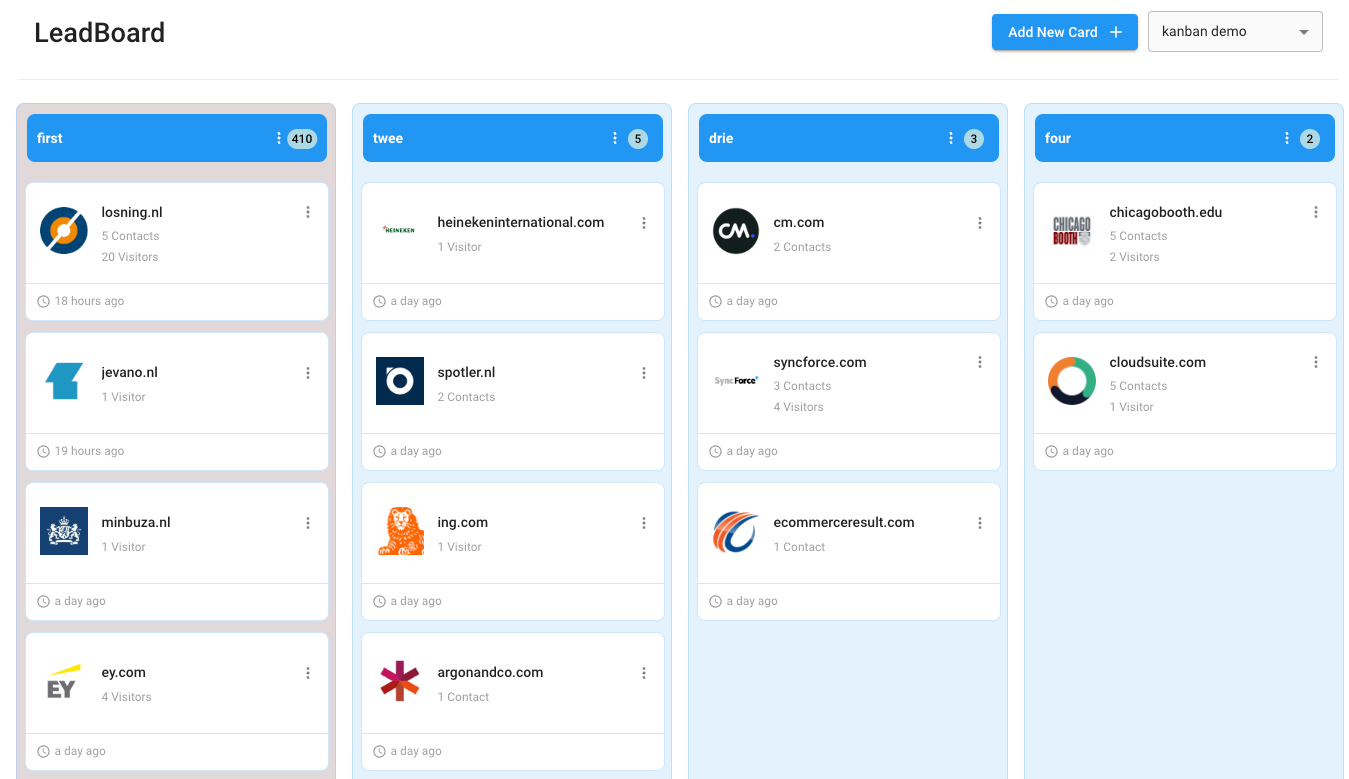 LeadBoard
Add New Card
kanban demo
first
410
losning.nl
5 Contacts
20 Visitors
18 hours ago
jevano.nl
1 Visitor
19 hours ago
minbuza.nl
1 Visitor
a day ago
EY
ey.com
4 Visitors
a day ago
twee
5
HEINEKEN
heinekeninternational.com
1 Visitor
a day ago
spotler.nl
2 Contacts
a day ago
ing.com
1 Visitor
a day ago
argonandco.com
1 Contact
a day ago
drie
3
CM.
cm.com
2 Contacts
a day ago
SyncForce
syncforce.com
3 Contacts
4 Visitors
a day ago
ecommerceresult.com
1 Contact
a day ago
four
2
CHICAGO
BOOTH
chicagobooth.edu
5 Contacts
2 Visitors
a day ago
cloudsuite.com
5 Contacts
1 Visitor
a day ago